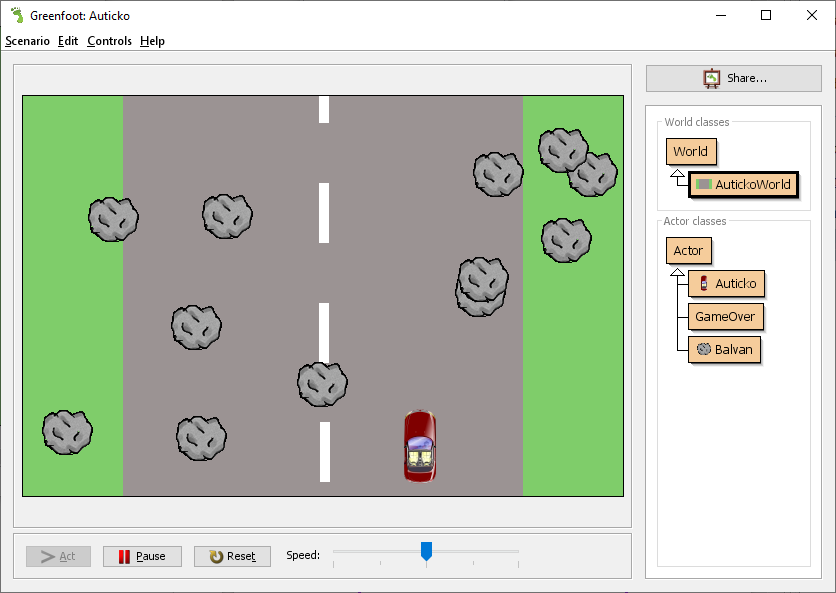 Greenfoot: Auticko
Scenario Edit Controls Help
Share...
World classes
World
AutickoWorld
Actor classes
Actor
Auticko
GameOver
Balvan
Act Pause Reset Speed: